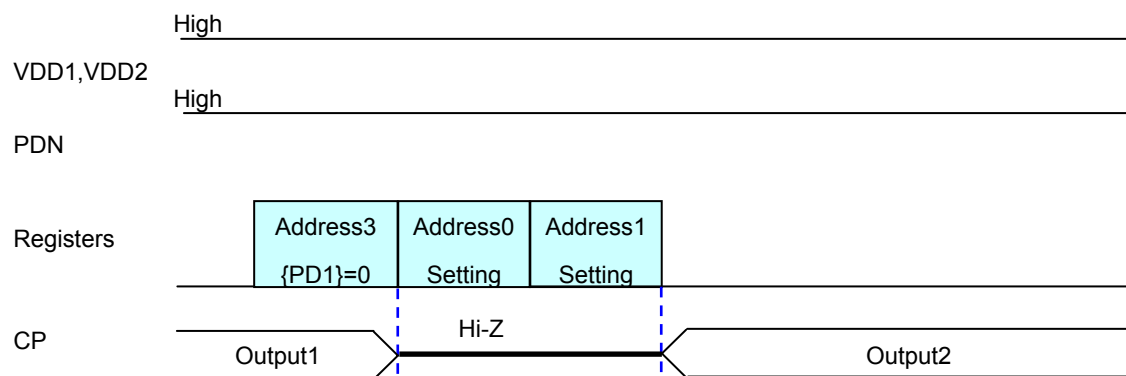 High
VDD1,VDD2
High
PDN
Registers
Address3
{PD1}=0
Address0
Setting
Address1
Setting
CP
Output1
Hi-Z
Output2